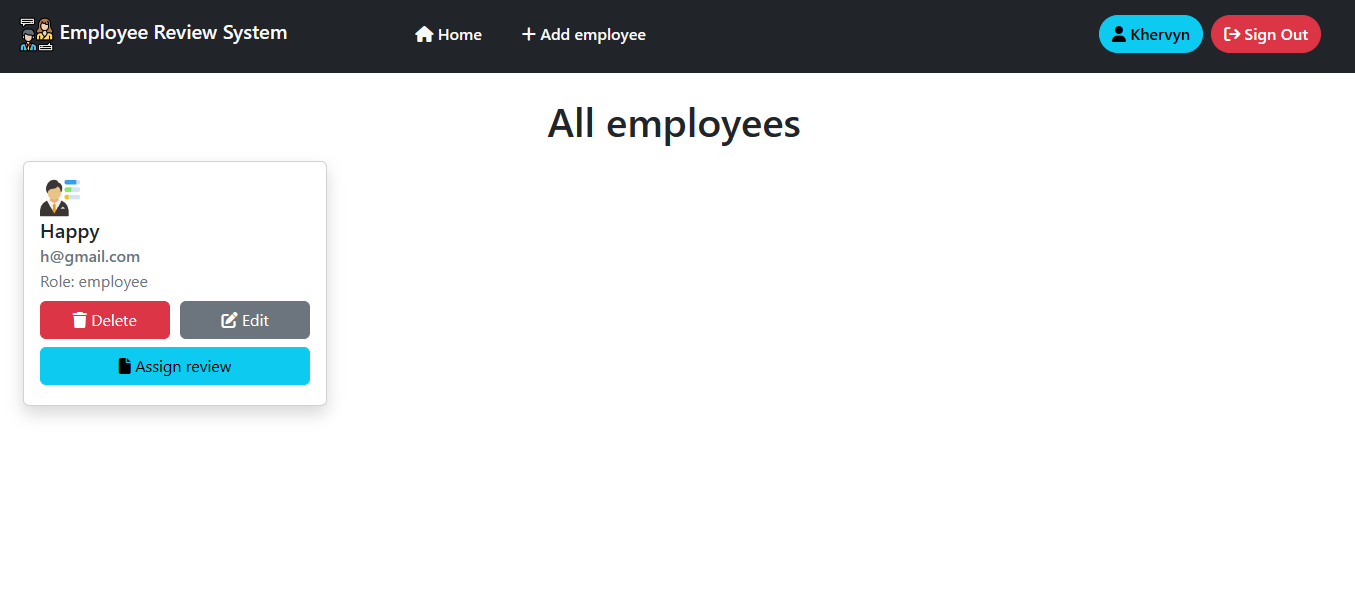 Employee Review System
Home
Add employee
Khervyn
Sign Out
All employees
Happy
h@gmail.com
Role: employee
Delete
Edit
Assign review